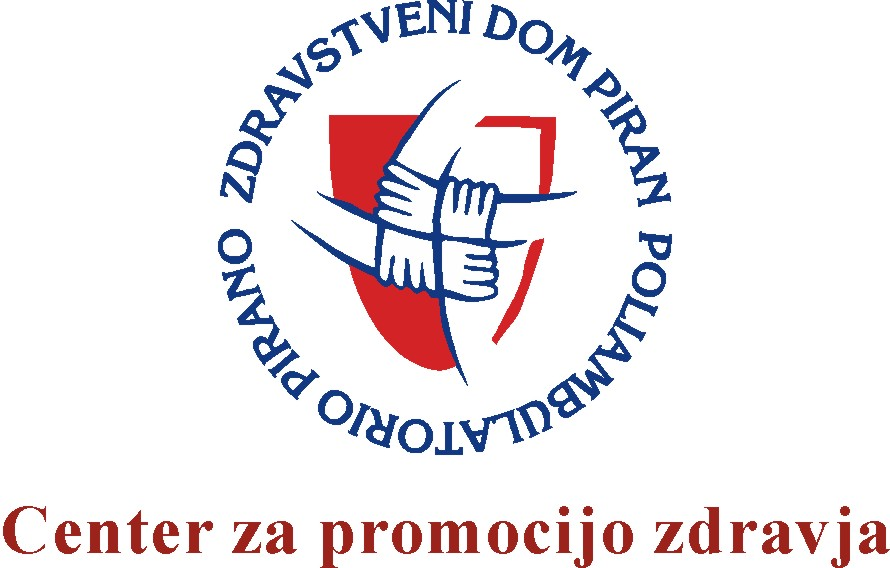 ZDRAVSTVENI DOM PIRAN
POLIAMBULATORIO PIRANO
Center za promocijo zdravja